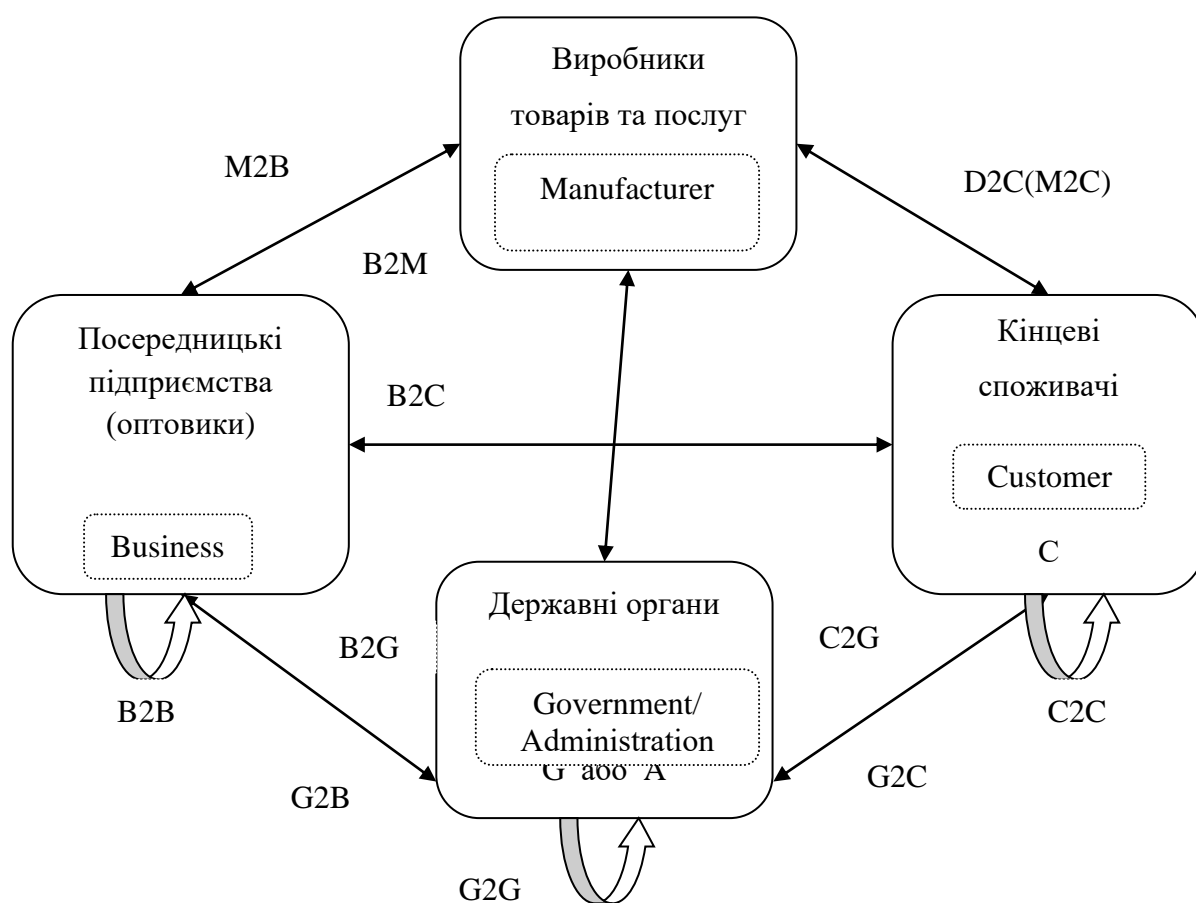 Виробники
товарів та послуг
Manufacturer
M2B
D2C(M2C)
B2M
Посередницькі
підприємства
(оптовики)
Business
B2C
Кінцеві
споживачі
Customer
C
Державні органи
Government/
Administration
G або А
B2G
C2G
B2B
C2C
G2B
G2C
G2G